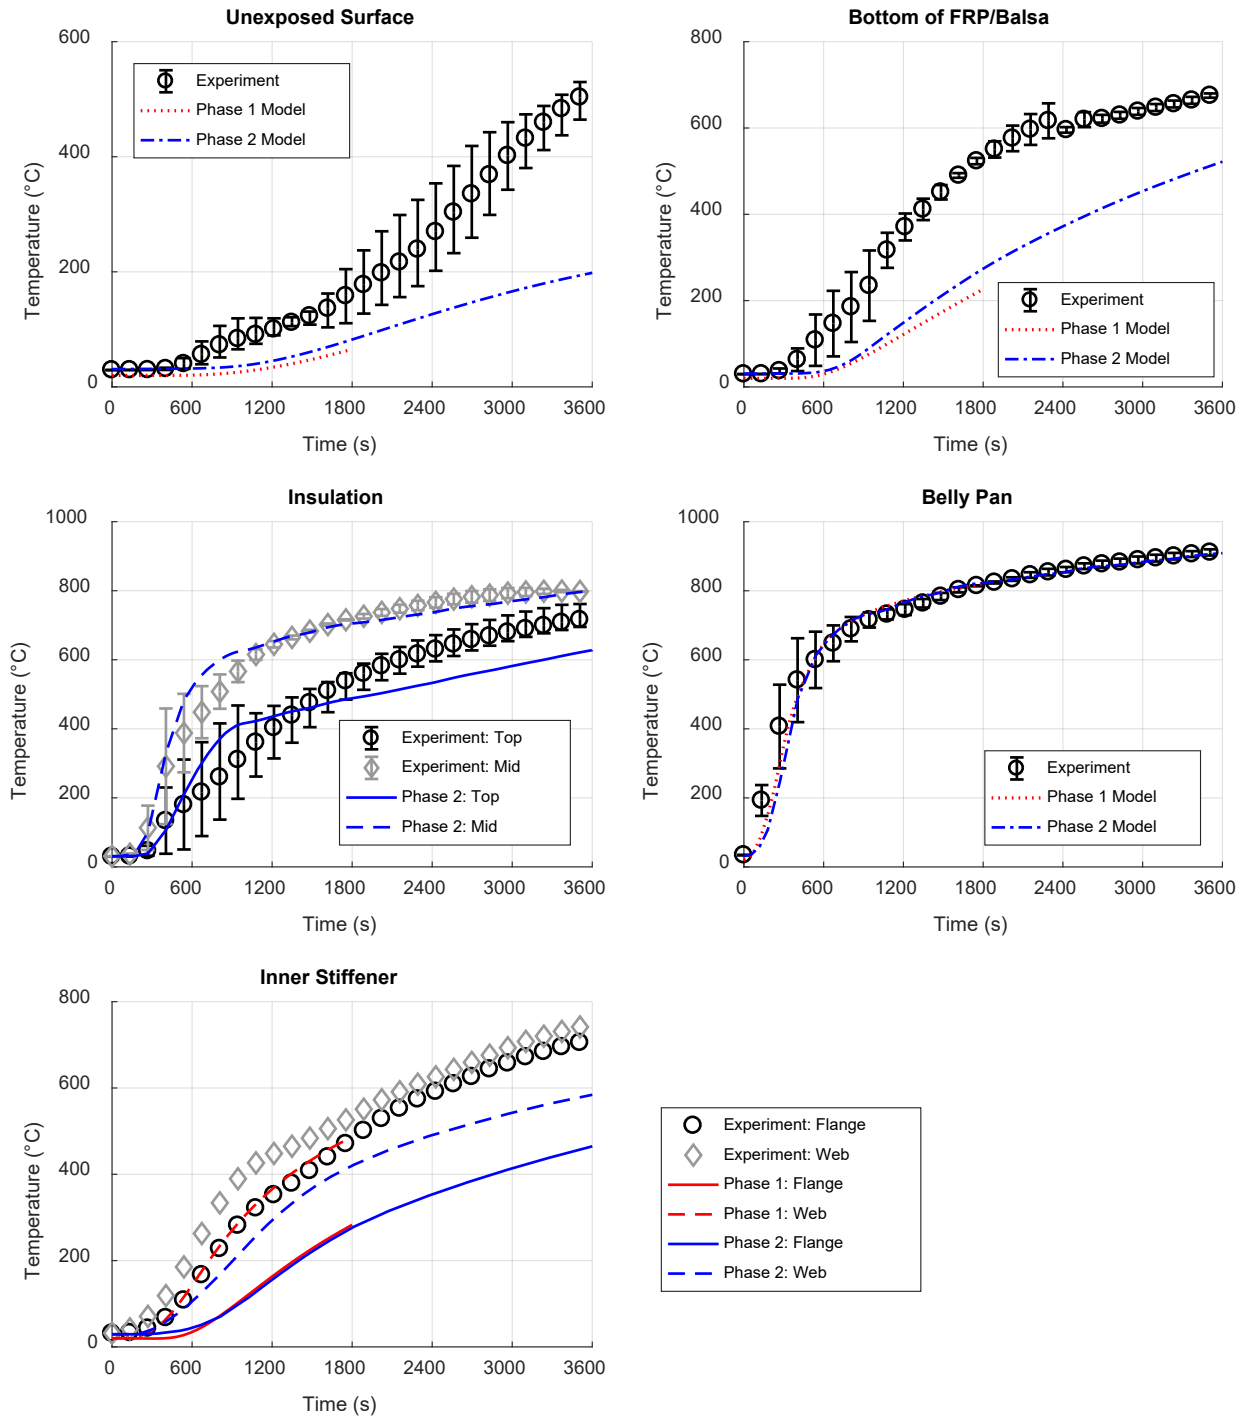 Unexposed Surface
600
400
200
0
Temperature (°C)
Experiment
Phase 1 Model
Phase 2 Model
0 600 1200 1800 2400 3000 3600
Time (s)
Bottom of FRP/Balsa
800
600
400
200
0
Temperature (°C)
Experiment
Phase 1 Model
Phase 2 Model
0 600 1200 1800 2400 3000 3600
Time (s)
Insulation
1000
800
600
400
200
0
Temperature (°C)
Experiment: Top
Experiment: Mid
Phase 2: Top
Phase 2: Mid
0 600 1200 1800 2400 3000 3600
Time (s)
Belly Pan
1000
800
600
400
200
0
Temperature (°C)
Experiment
Phase 1 Model
Phase 2 Model
0 600 1200 1800 2400 3000 3600
Time (s)
Inner Stiffener
800
600
400
200
0
Temperature (°C)
0 600 1200 1800 2400 3000 3600
Time (s)
Experiment: Flange
Experiment: Web
Phase 1: Flange
Phase 1: Web
Phase 2: Flange
Phase 2: Web